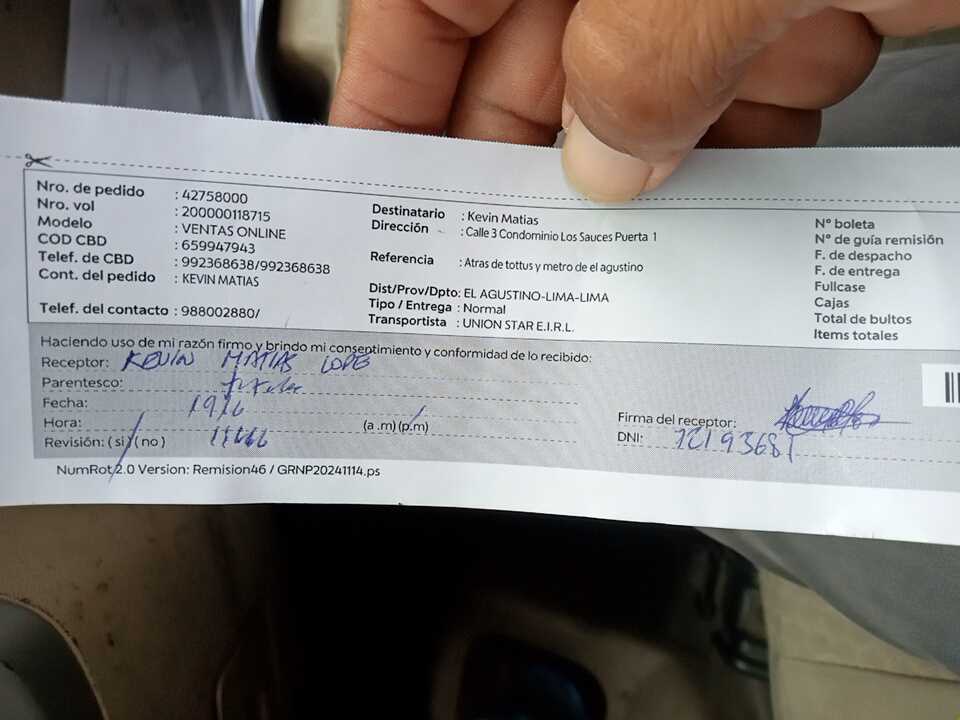 Nro. de pedido : 42758000
Nro. vol : 200000118715
Modelo : VENTAS ONLINE
COD CBD : 659947943
Telef. de CBD : 992368638/992368638
Cont. del pedido : KEVIN MATIAS
Telef. del contacto : 988002880/
Destinatario : Kevin Matias
Dirección : Calle 3 Condominio Los Sauces Puerta 1
Referencia : Atras de tottus y metro de el agustino
Dist/Prov/Dpto: EL AGUSTINO-LIMA-LIMA
Tipo / Entrega : Normal
Transportista : UNION STAR E.I.R.L.
N° boleta
N° de guía remisión
F. de despacho
F. de entrega
Fullcase
Cajas
Total de bultos
Items totales
Haciendo uso de mi razón firmo y brindo mi consentimiento y conformidad de lo recibido:
Receptor: KEVIN MATIAS LOPE
Parentesco:
Fecha:
Hora: (a .m) (p.m)
Revisión: ( si ) ( no )
Firma del receptor:
DNI:
NumRot 2.0 Version: Remision46 / GRNP20241114.ps